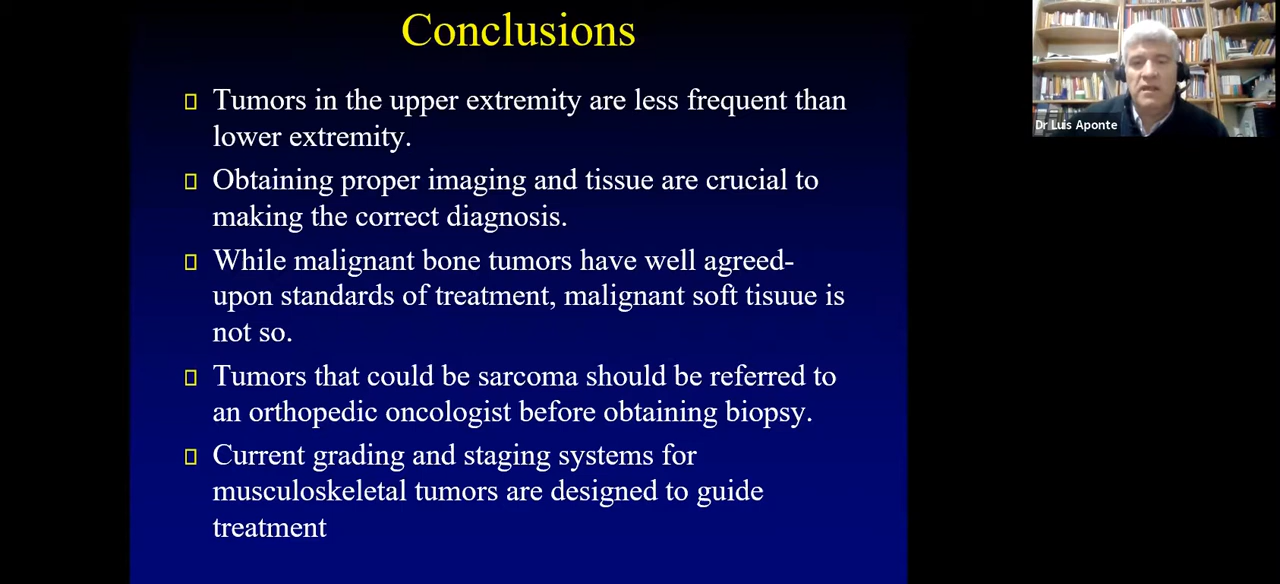 Conclusions
Tumors in the upper extremity are less frequent than
lower extremity.
Obtaining proper imaging and tissue are crucial to
making the correct diagnosis.
While malignant bone tumors have well agreed-
upon standards of treatment, malignant soft tisuue is
not so.
Tumors that could be sarcoma should be referred to
an orthopedic oncologist before obtaining biopsy.
Current grading and staging systems for
musculoskeletal tumors are designed to guide
treatment
Dr Luis Aponte